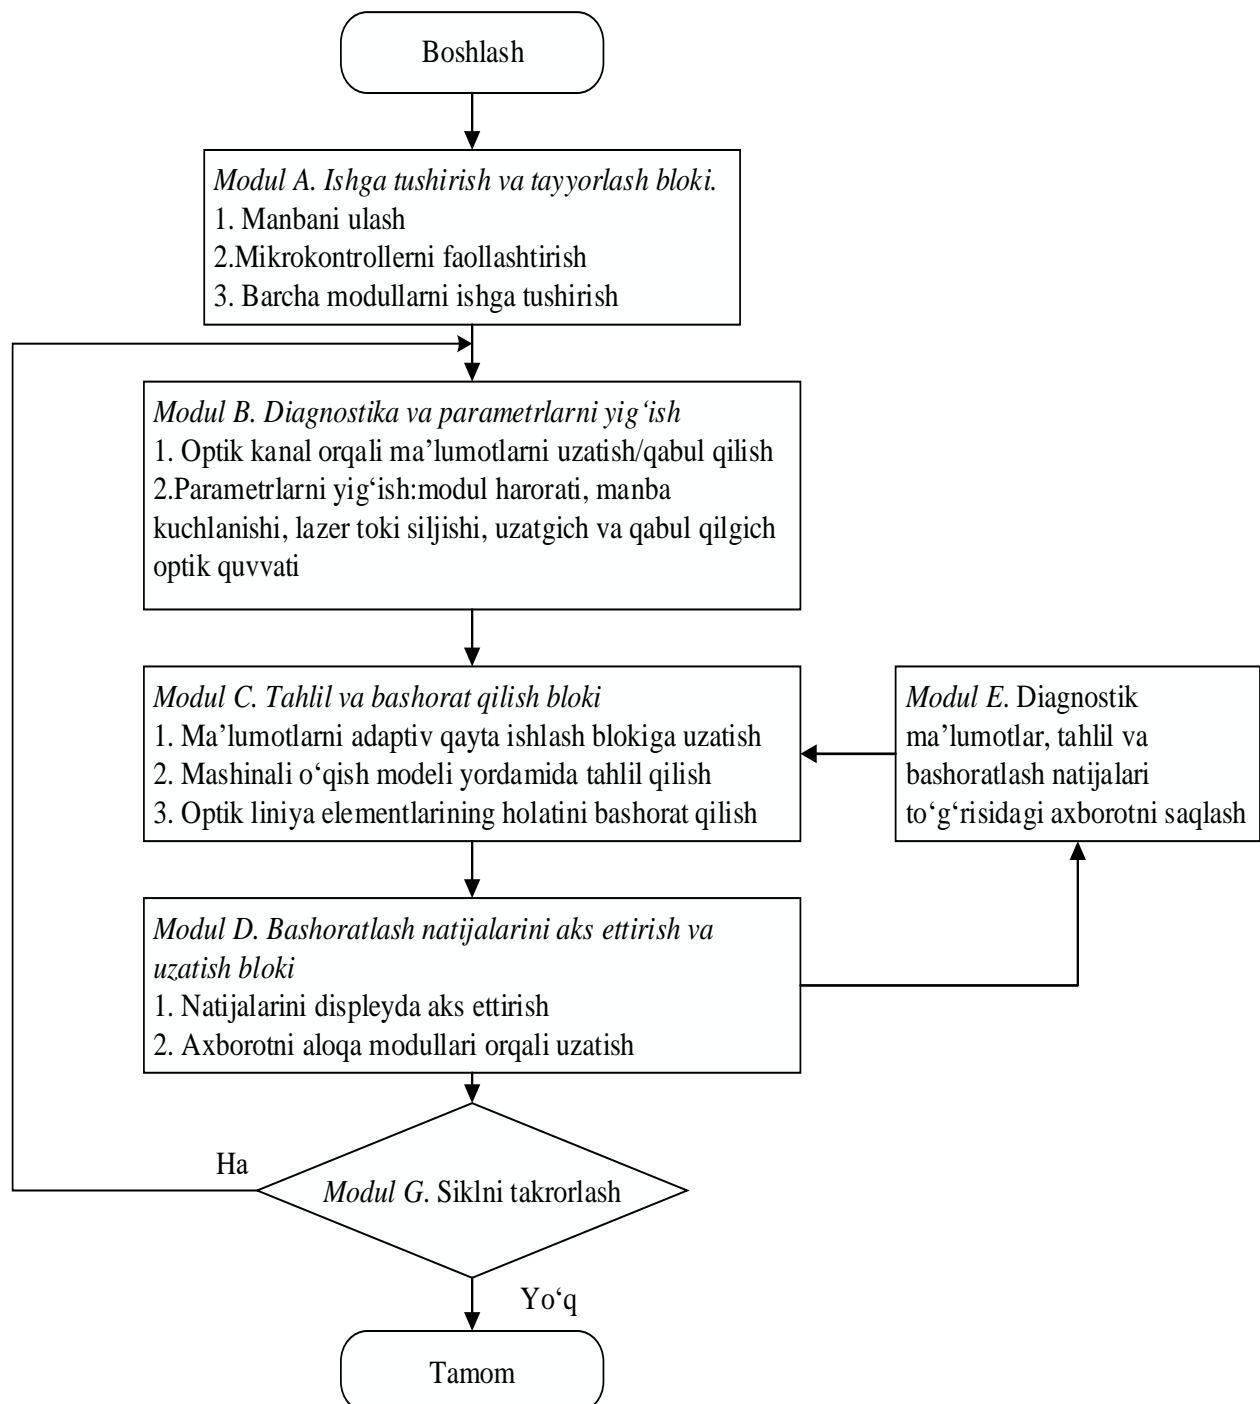 Boshlash
Modul A. Ishga tushirish va tayyorlash bloki.
1. Manbani ulash
2.Mikrokontrollerni faollashtirish
3. Barcha modullarni ishga tushirish
Modul B. Diagnostika va parametrlarni yig‘ish
1. Optik kanal orqali ma’lumotlarni uzatish/qabul qilish
2.Parametrlarni yig‘ish:modul harorati, manba
kuchlanishi, lazer toki siljishi, uzatgich va qabul qilgich
optik quvvati
Modul C. Tahlil va bashorat qilish bloki
1. Ma’lumotlarni adaptiv qayta ishlash blokiga uzatish
2. Mashinali o‘qish modeli yordamida tahlil qilish
3. Optik liniya elementlarining holatini bashorat qilish
Modul E. Diagnostik
ma’lumotlar, tahlil va
bashoratlash natijalari
to‘g‘risidagi axborotni saqlash
Modul D. Bashoratlash natijalarini aks ettirish va
uzatish bloki
1. Natijalarini displeyda aks ettirish
2. Axborotni aloqa modullari orqali uzatish
Ha
Modul G. Siklni takrorlash
Yo‘q
Tamom